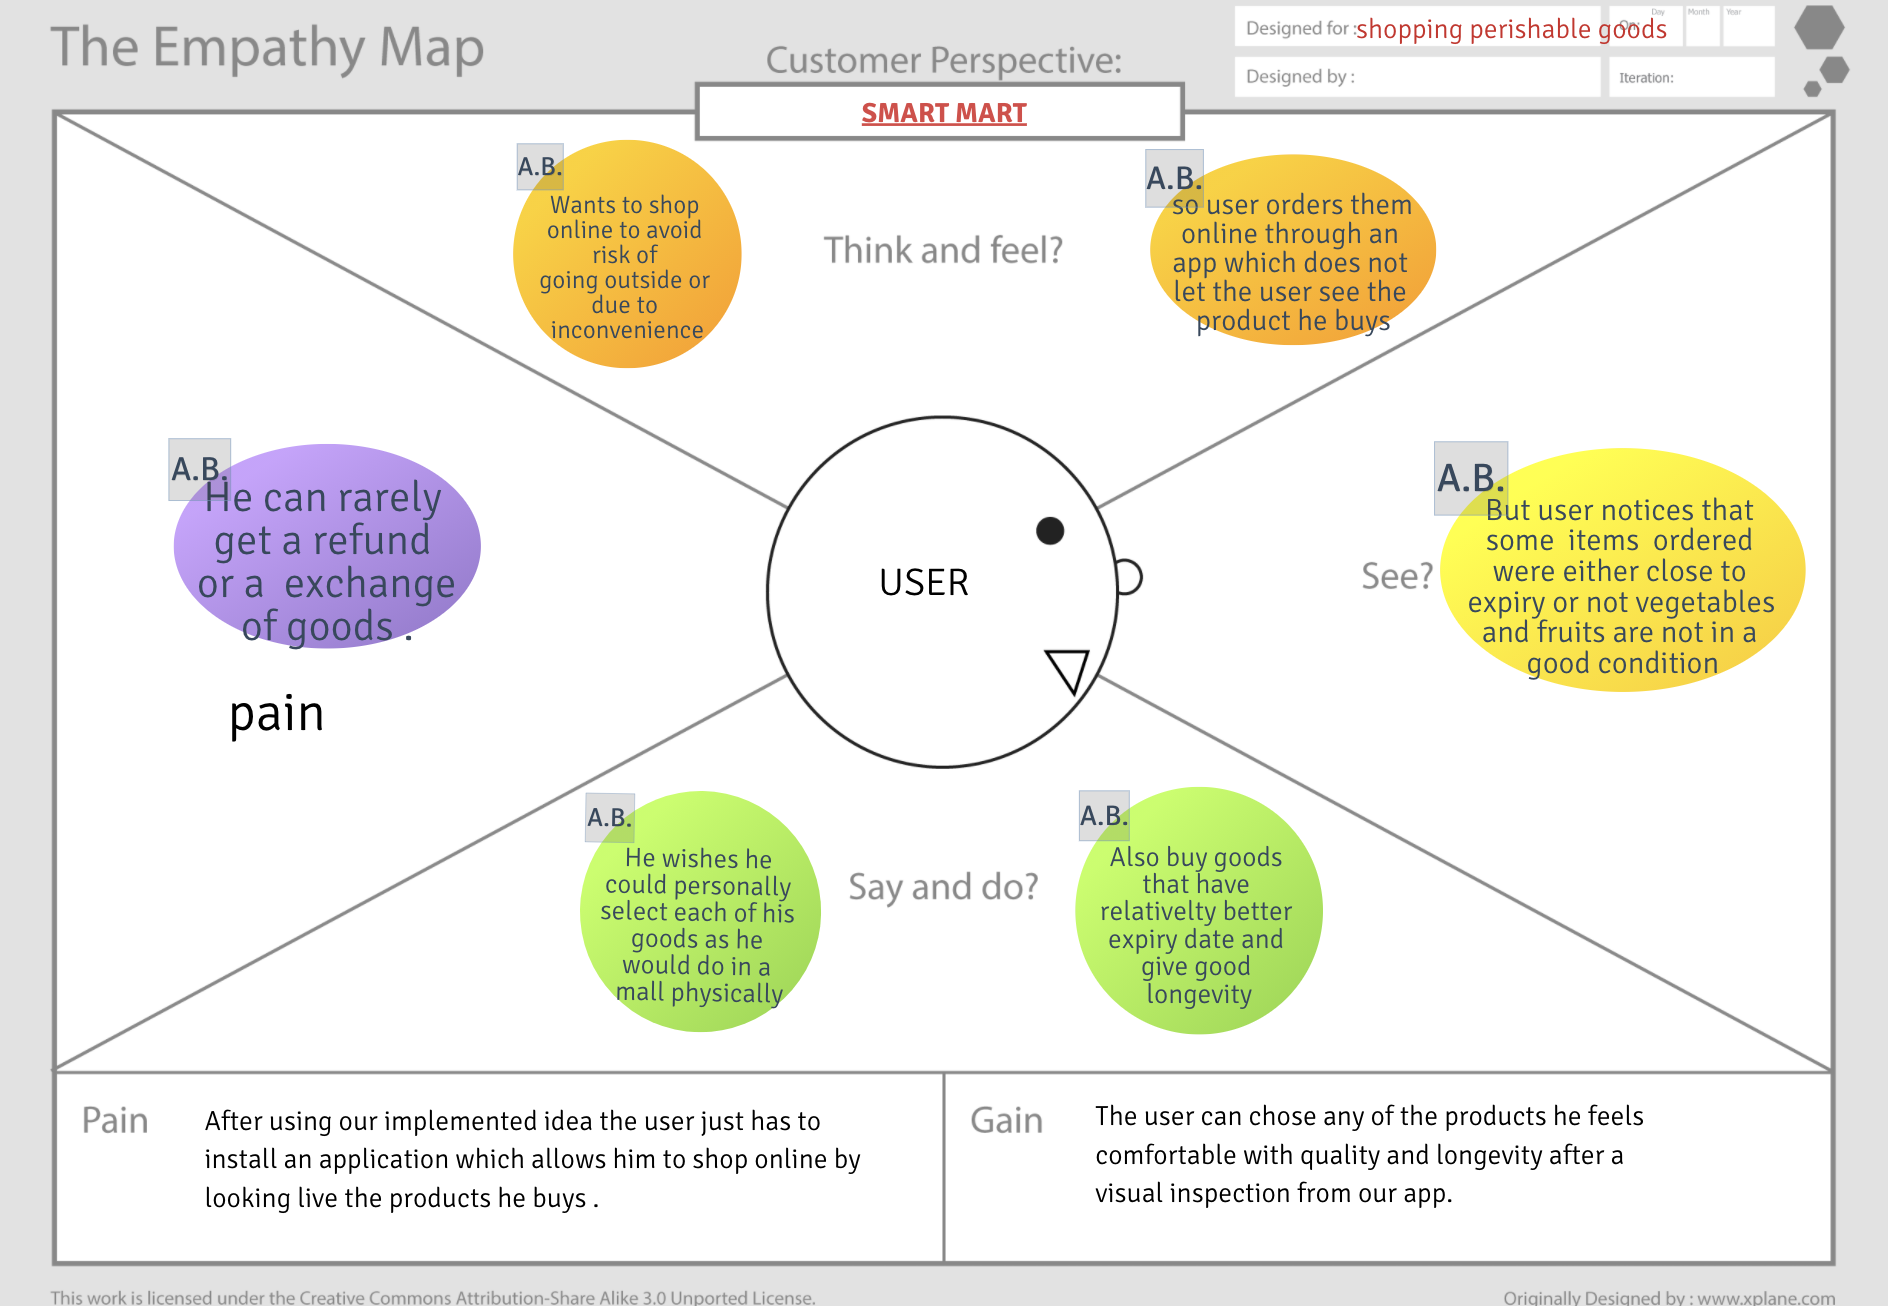 The Empathy Map
Customer Perspective:
Designed for :
shopping perishable goods
On:
Day
Month
Year
Designed by :
Iteration:
SMART MART
A.B.
Wants to shop
online to avoid
risk of
going outside or
due to
inconvenience
Think and feel?
A.B.
so user orders them
online through an
app which does not
let the user see the
product he buys
A.B.
He can rarely
get a refund
or a exchange
of goods .
pain
USER
See?
A.B.
But user notices that
some items ordered
were either close to
expiry or not vegetables
and fruits are not in a
good condition
A.B.
He wishes he
could personally
select each of his
goods as he
would do in a
mall physically
Say and do?
A.B.
Also buy goods
that have
relativelty better
expiry date and
give good
longevity
Pain
After using our implemented idea the user just has to
install an application which allows him to shop online by
looking live the products he buys .
Gain
The user can chose any of the products he feels
comfortable with quality and longevity after a
visual inspection from our app.
This work is licensed under the Creative Commons Attribution-Share Alike 3.0 Unported License.
Originally Designed by : www.xplane.com